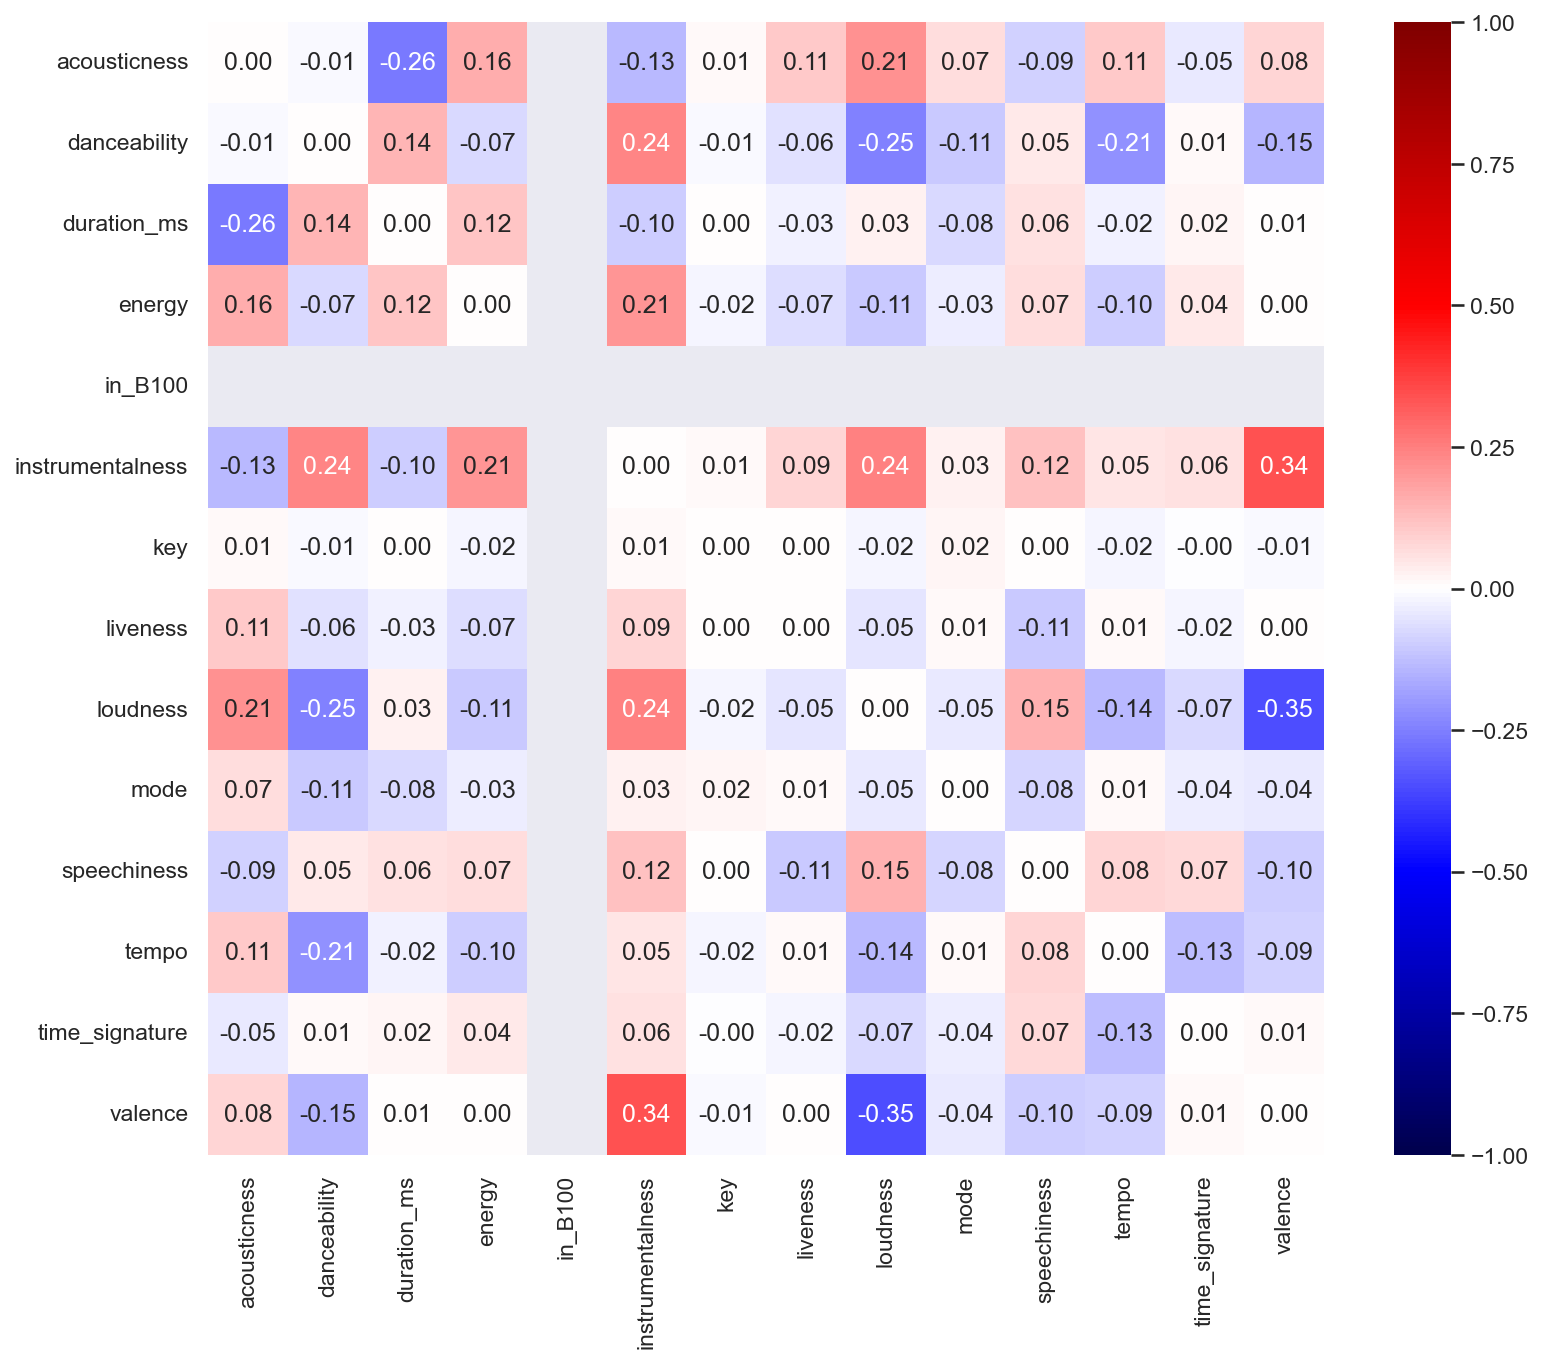 acousticness 0.00 -0.01 -0.26 0.16 -0.13 0.01 0.11 0.21 0.07 -0.09 0.11 -0.05 0.08
danceability -0.01 0.00 0.14 -0.07 0.24 -0.01 -0.06 -0.25 -0.11 0.05 -0.21 0.01 -0.15
duration_ms -0.26 0.14 0.00 0.12 -0.10 0.00 -0.03 0.03 -0.08 0.06 -0.02 0.02 0.01
energy 0.16 -0.07 0.12 0.00 0.21 -0.02 -0.07 -0.11 -0.03 0.07 -0.10 0.04 0.00
in_B100
instrumentalness -0.13 0.24 -0.10 0.21 0.00 0.01 0.09 0.24 0.03 0.12 0.05 0.06 0.34
key 0.01 -0.01 0.00 -0.02 0.01 0.00 0.00 -0.02 0.02 0.00 -0.02 -0.00 -0.01
liveness 0.11 -0.06 -0.03 -0.07 0.09 0.00 0.00 -0.05 0.01 -0.11 0.01 -0.02 0.00
loudness 0.21 -0.25 0.03 -0.11 0.24 -0.02 -0.05 0.00 -0.05 0.15 -0.14 -0.07 -0.35
mode 0.07 -0.11 -0.08 -0.03 0.03 0.02 0.01 -0.05 0.00 -0.08 0.01 -0.04 -0.04
speechiness -0.09 0.05 0.06 0.07 0.12 0.00 -0.11 0.15 -0.08 0.00 0.08 0.07 -0.10
tempo 0.11 -0.21 -0.02 -0.10 0.05 -0.02 0.01 -0.14 0.01 0.08 0.00 -0.13 -0.09
time_signature -0.05 0.01 0.02 0.04 0.06 -0.00 -0.02 -0.07 -0.04 0.07 -0.13 0.00 0.01
valence 0.08 -0.15 0.01 0.00 0.34 -0.01 0.00 -0.35 -0.04 -0.10 -0.09 0.01 0.00
acousticness
danceability
duration_ms
energy
in_B100
instrumentalness
key
liveness
loudness
mode
speechiness
tempo
time_signature
valence
1.00
0.75
0.50
0.25
0.00
−0.25
−0.50
−0.75
−1.00